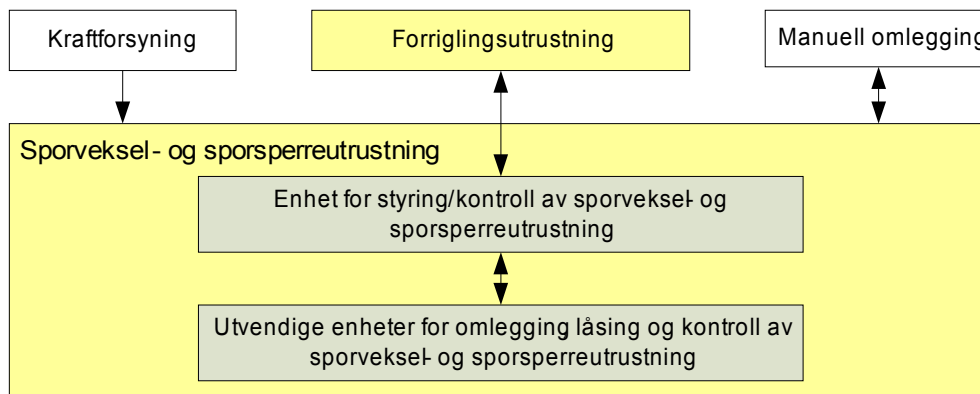 Kraftforsyning
Forriglingsutrustning
Manuell omlegging
Sporveksel- og sporsperreutrustning
Enhet for styring/kontroll av sporveksel- og
sporsperreutrustning
Utvendige enheter for omlegging låsing og kontroll av
sporveksel- og sporsperreutrustning